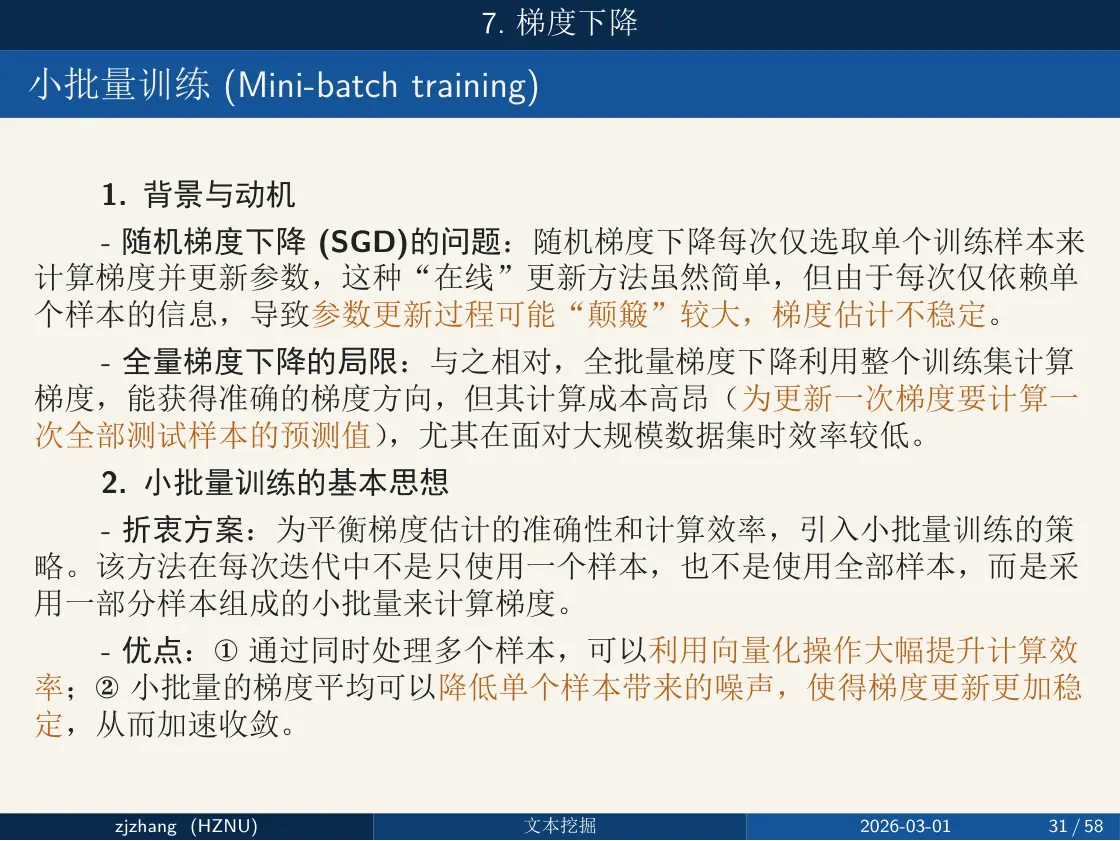 7. 梯度下降
小批量训练 (Mini-batch training)
1. 背景与动机
- 随机梯度下降 (SGD)的问题：随机梯度下降每次仅选取单个训练样本来
计算梯度并更新参数，这种“在线”更新方法虽然简单，但由于每次仅依赖单
个样本的信息，导致参数更新过程可能“颠簸”较大，梯度估计不稳定。
- 全量梯度下降的局限：与之相对，全批量梯度下降利用整个训练集计算
梯度，能获得准确的梯度方向，但其计算成本高昂（为更新一次梯度要计算一
次全部测试样本的预测值），尤其在面对大规模数据集时效率较低。
2. 小批量训练的基本思想
- 折衷方案：为平衡梯度估计的准确性和计算效率，引入小批量训练的策
略。该方法在每次迭代中不是只使用一个样本，也不是使用全部样本，而是采
用一部分样本组成的小批量来计算梯度。
- 优点：① 通过同时处理多个样本，可以利用向量化操作大幅提升计算效
率；② 小批量的梯度平均可以降低单个样本带来的噪声，使得梯度更新更加稳
定，从而加速收敛。
zjzhang (HZNU) 文本挖掘 2026-03-01 31 / 58